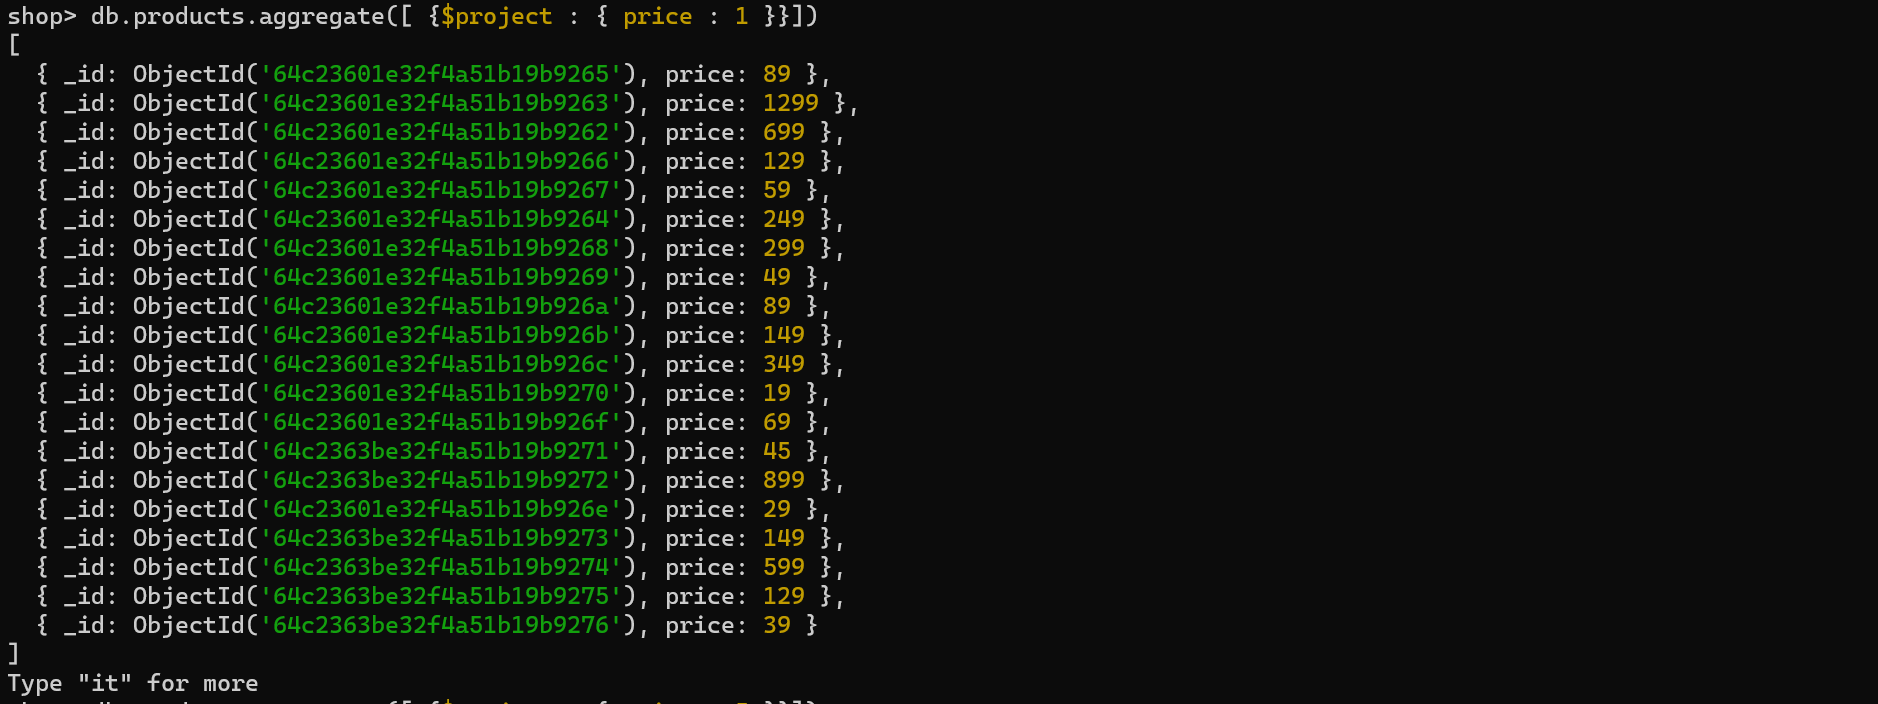 shop> db.products.aggregate([ {$project : { price : 1 }}])
[
  { _id: ObjectId('64c23601e32f4a51b19b9265'), price: 89 },
  { _id: ObjectId('64c23601e32f4a51b19b9263'), price: 1299 },
  { _id: ObjectId('64c23601e32f4a51b19b9262'), price: 699 },
  { _id: ObjectId('64c23601e32f4a51b19b9266'), price: 129 },
  { _id: ObjectId('64c23601e32f4a51b19b9267'), price: 59 },
  { _id: ObjectId('64c23601e32f4a51b19b9264'), price: 249 },
  { _id: ObjectId('64c23601e32f4a51b19b9268'), price: 299 },
  { _id: ObjectId('64c23601e32f4a51b19b9269'), price: 49 },
  { _id: ObjectId('64c23601e32f4a51b19b926a'), price: 89 },
  { _id: ObjectId('64c23601e32f4a51b19b926b'), price: 149 },
  { _id: ObjectId('64c23601e32f4a51b19b926c'), price: 349 },
  { _id: ObjectId('64c23601e32f4a51b19b9270'), price: 19 },
  { _id: ObjectId('64c23601e32f4a51b19b926f'), price: 69 },
  { _id: ObjectId('64c2363be32f4a51b19b9271'), price: 45 },
  { _id: ObjectId('64c2363be32f4a51b19b9272'), price: 899 },
  { _id: ObjectId('64c23601e32f4a51b19b926e'), price: 29 },
  { _id: ObjectId('64c2363be32f4a51b19b9273'), price: 149 },
  { _id: ObjectId('64c2363be32f4a51b19b9274'), price: 599 },
  { _id: ObjectId('64c2363be32f4a51b19b9275'), price: 129 },
  { _id: ObjectId('64c2363be32f4a51b19b9276'), price: 39 }
]
Type "it" for more